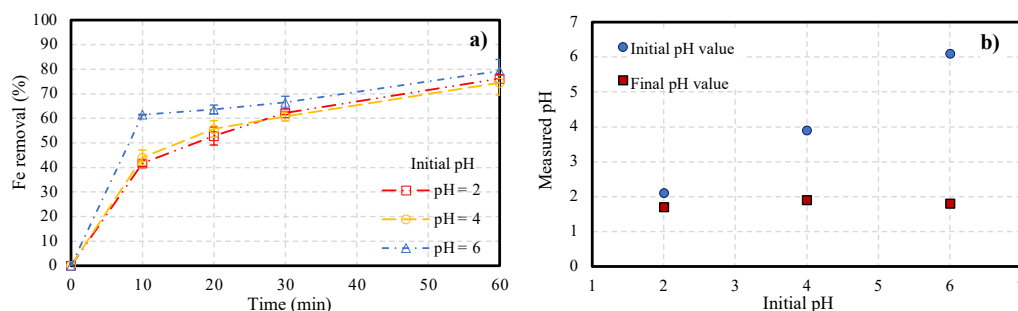 100
90
80
70
60
50
40
30
20
10
0
Fe removal (%)
a)
Initial pH
pH = 2
pH = 4
pH = 6
0 10 20 30 40 50 60
Time (min)
7
6
5
4
3
2
1
0
Measured pH
b)
Initial pH value
Final pH value
1 2 3 4 5 6 7
Initial pH